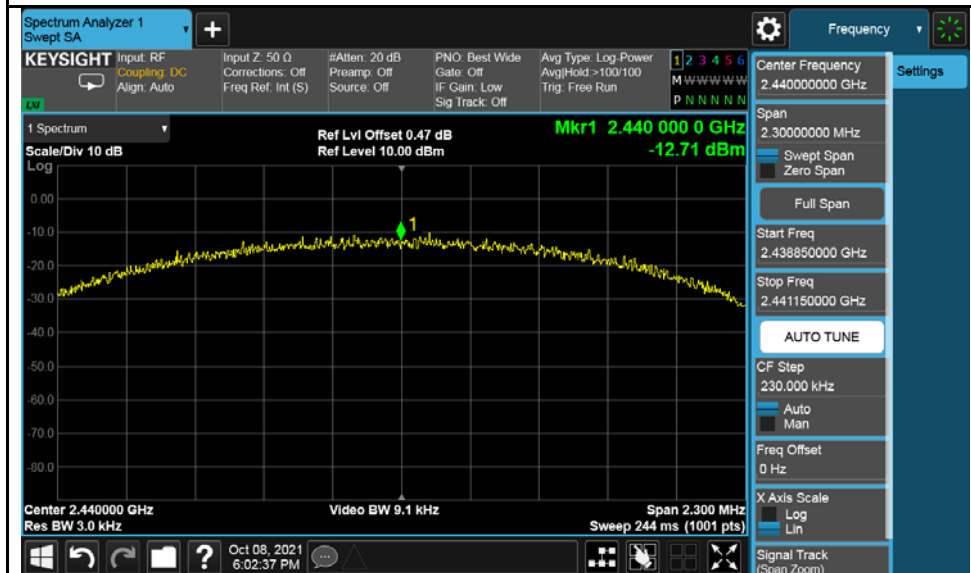 Spectrum Analyzer 1
Swept SA
+
Frequency
KEYSIGHT
LXI
Input: RF
Coupling: DC
Align: Auto
Input Z: 50 Ω
Corrections: Off
Freq Ref: Int (S)
#Atten: 20 dB
Preamp: Off
Source: Off
PNO: Best Wide
Gate: Off
IF Gain: Low
Sig Track: Off
Avg Type: Log-Power
Avg|Hold:>100/100
Trig: Free Run
1 2 3 4 5 6
M W W W W W
P N N N N N
1 Spectrum
Scale/Div 10 dB
Ref Lvl Offset 0.47 dB
Ref Level 10.00 dBm
Mkr1 2.440 000 0 GHz
-12.71 dBm
Log
0.00
-10.0
-20.0
-30.0
-40.0
-50.0
-60.0
-70.0
-80.0
1
Center 2.440000 GHz
Res BW 3.0 kHz
Video BW 9.1 kHz
Span 2.300 MHz
Sweep 244 ms (1001 pts)
?
Oct 08, 2021
6:02:37 PM
Center Frequency
2.440000000 GHz
Span
2.30000000 MHz
Swept Span
Zero Span
Full Span
Start Freq
2.438850000 GHz
Stop Freq
2.441150000 GHz
AUTO TUNE
CF Step
230.000 kHz
Auto
Man
Freq Offset
0 Hz
X Axis Scale
Log
Lin
Signal Track
(Span Zoom)
Settings